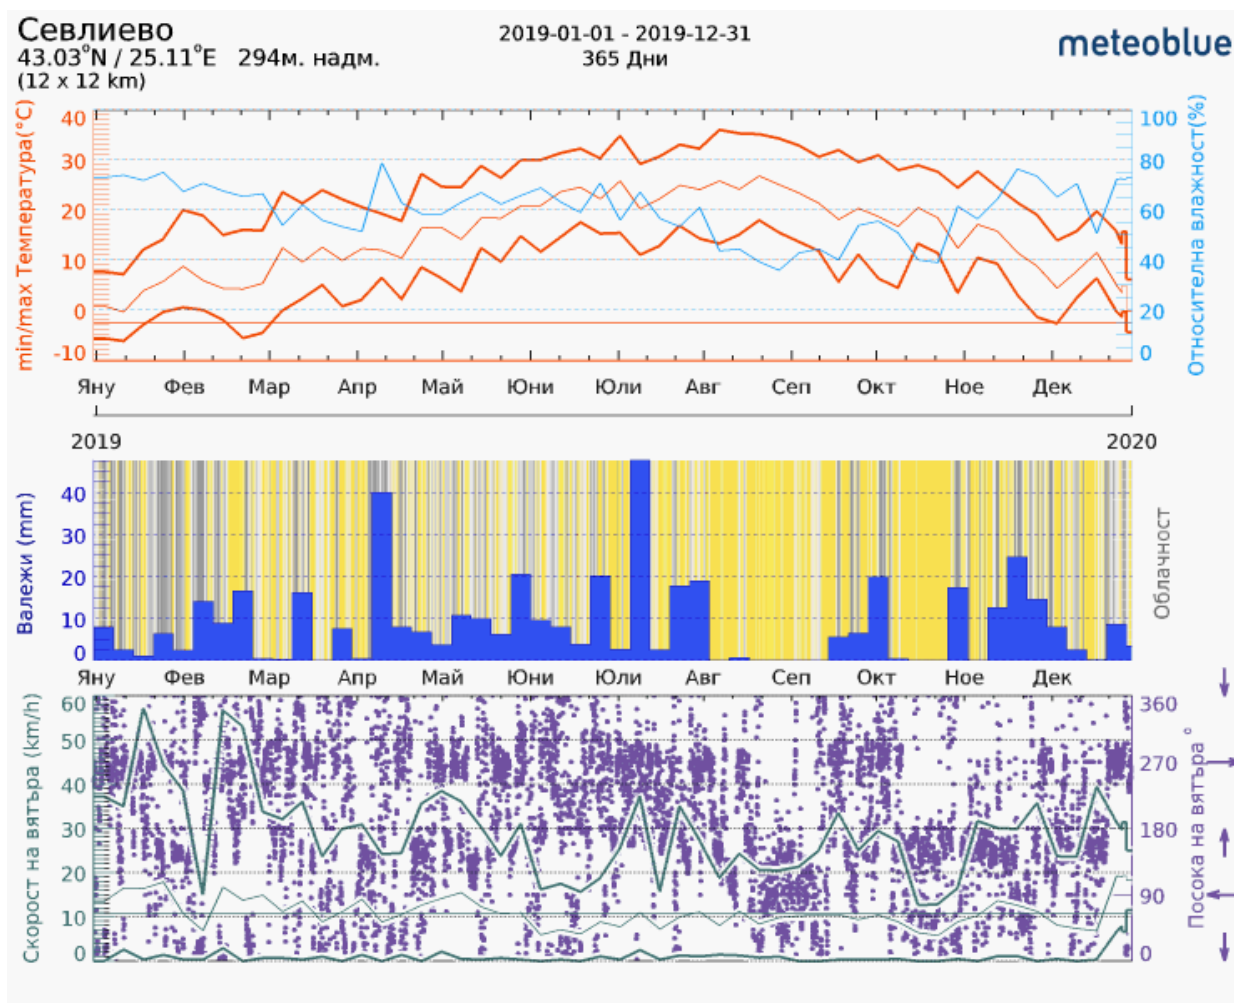 Севлиево
2019-01-01 - 2019-12-31
meteoblue
43.03°N / 25.11°E 294м. надм.
365 Дни
(12 x 12 km)
min/max Температура(°C)
40
30
20
10
0
-10
100
80
60
40
20
0
Относителна влажност(%)
Яну Фев Мар Апр Май Юни Юли Авг Сеп Окт Ное Дек
2019 2020
Валежи (mm)
40
30
20
10
0
Облачност
Яну Фев Мар Апр Май Юни Юли Авг Сеп Окт Ное Дек
Скорост на вятъра (km/h)
60
50
40
30
20
10
0
360
270
180
90
0
Посока на вятъра °